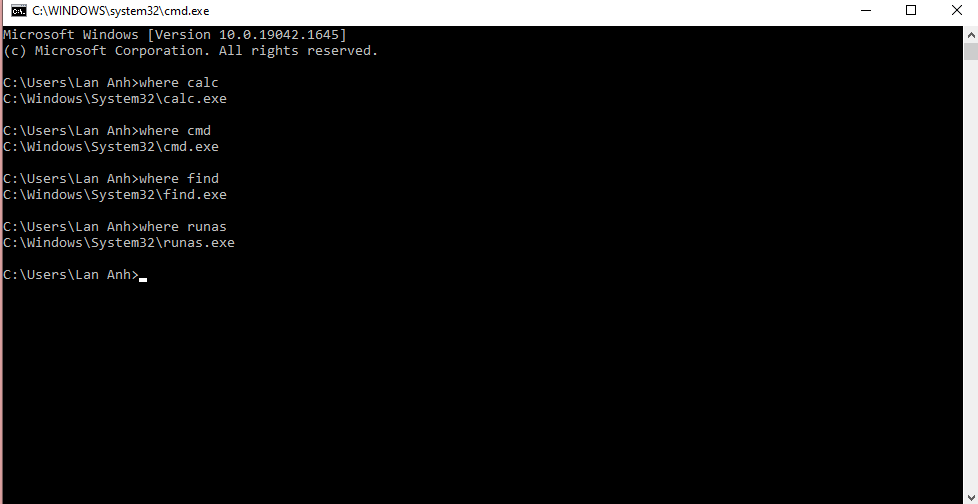 C:\WINDOWS\system32\cmd.exe
Microsoft Windows [Version 10.0.19042.1645]
(c) Microsoft Corporation. All rights reserved.
C:\Users\Lan Anh>where calc
C:\Windows\System32\calc.exe
C:\Users\Lan Anh>where cmd
C:\Windows\System32\cmd.exe
C:\Users\Lan Anh>where find
C:\Windows\System32\find.exe
C:\Users\Lan Anh>where runas
C:\Windows\System32\runas.exe
C:\Users\Lan Anh>